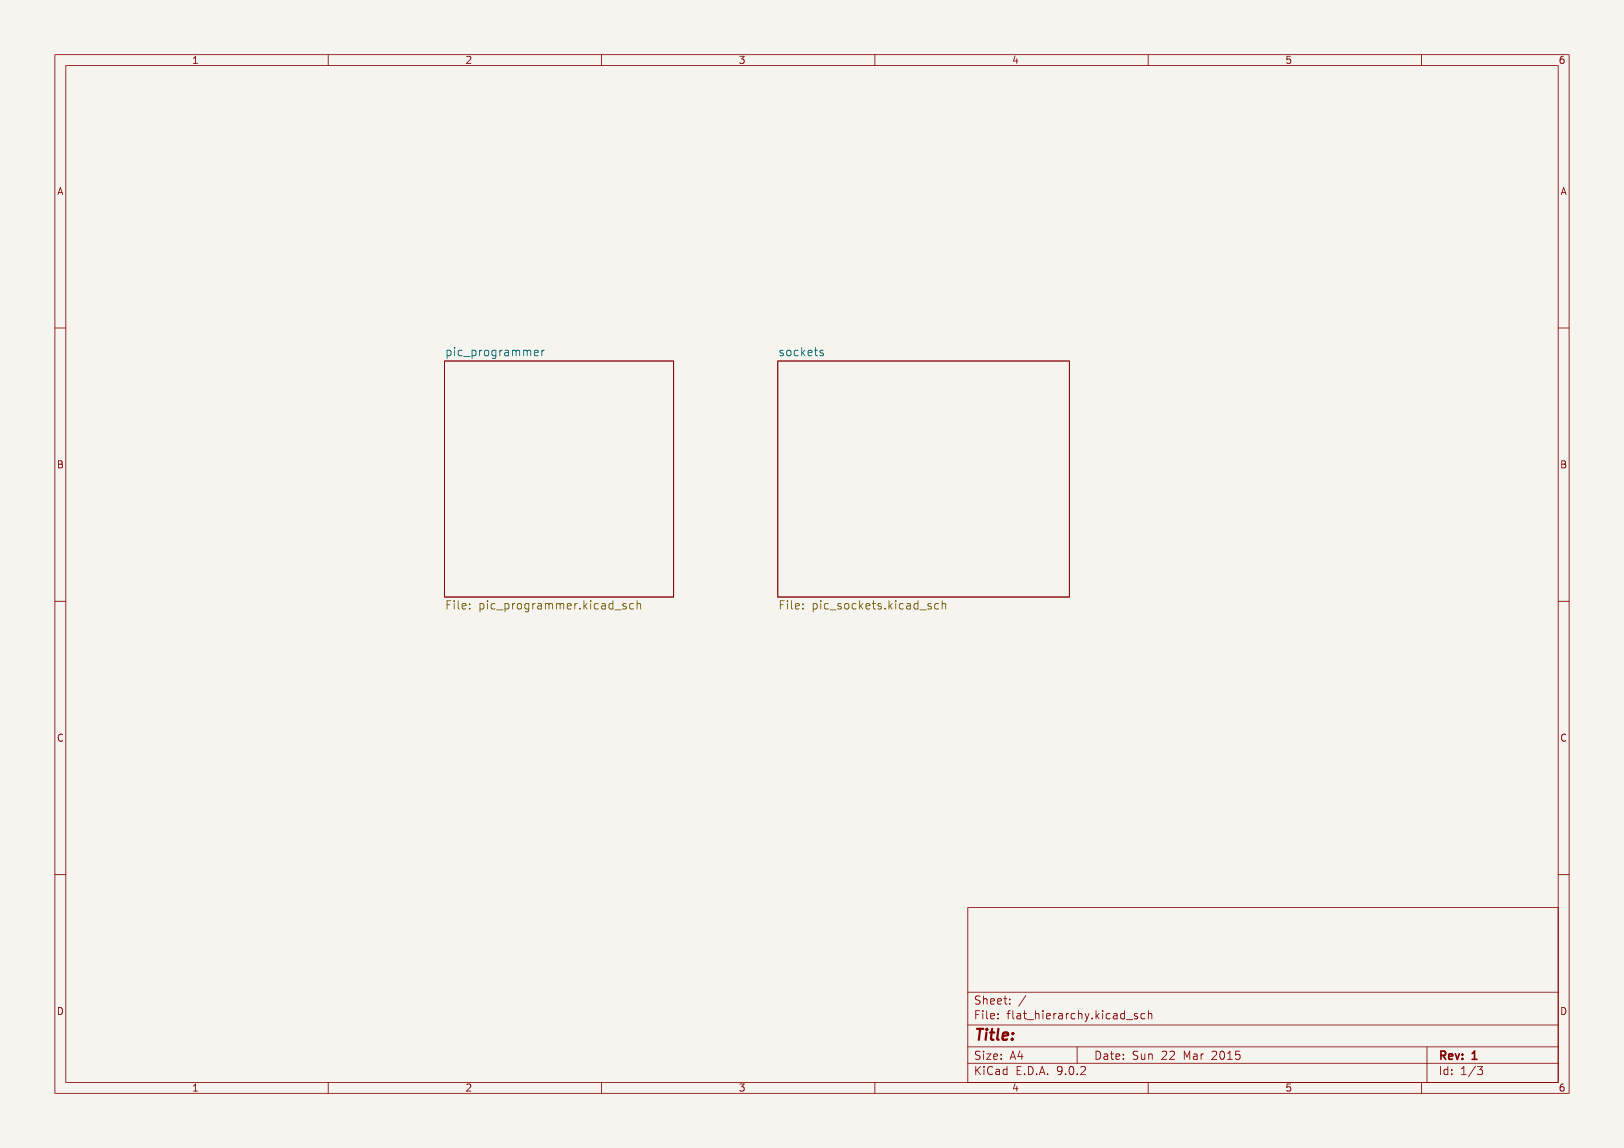 1 2 3 4 5 6
A A
pic_programmer sockets
B B
File: pic_programmer.kicad_sch File: pic_sockets.kicad_sch
C C
Sheet: /
D D
File: flat_hierarchy.kicad_sch
Title:
Size: A4 Date: Sun 22 Mar 2015 Rev: 1
KiCad E.D.A. 9.0.2 Id: 1/3
1 2 3 4 5 6